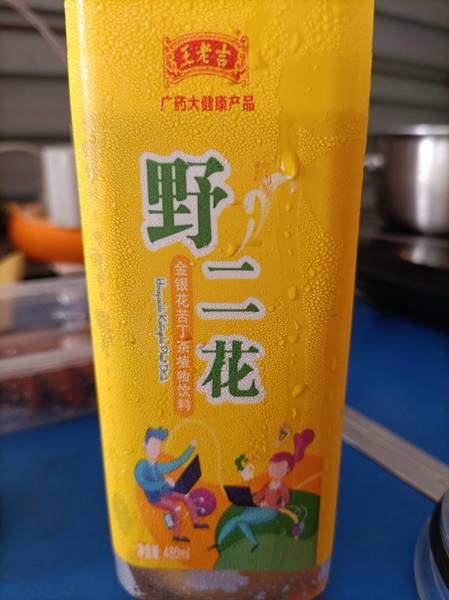 王老吉
广药大健康产品
野二花
金银花苦丁茶植物饮料
净含量: 480ml